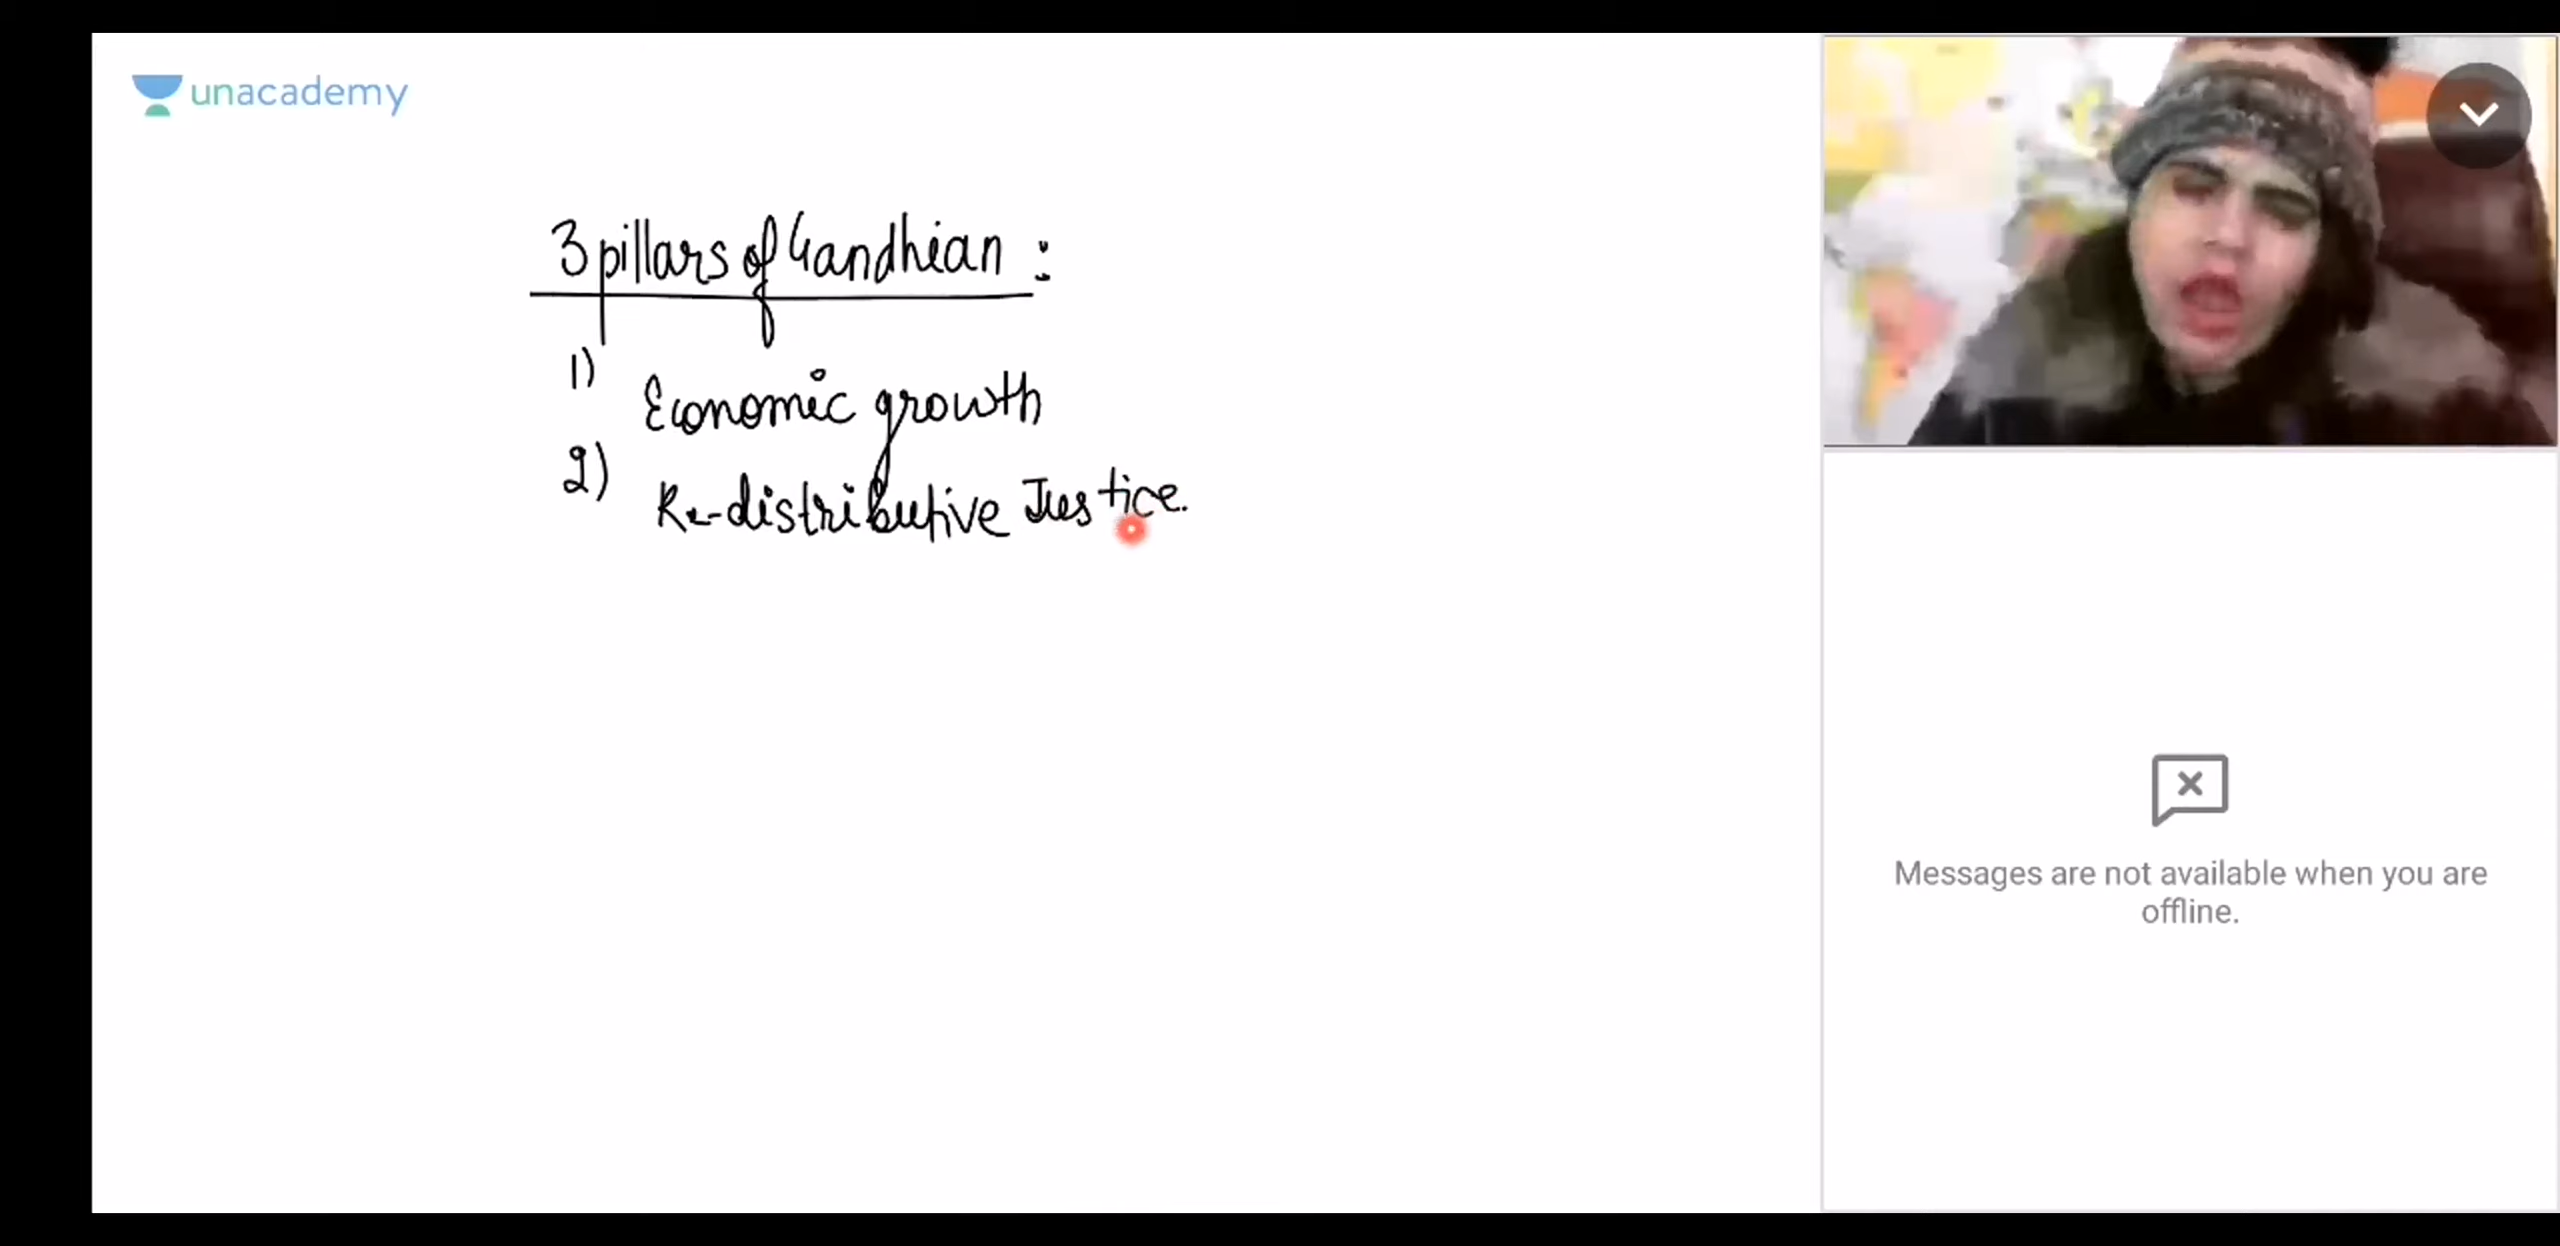 unacademy
3 pillars of Gandhian :
1) Economic growth
2) Re-distributive Justice.
Messages are not available when you are
offline.